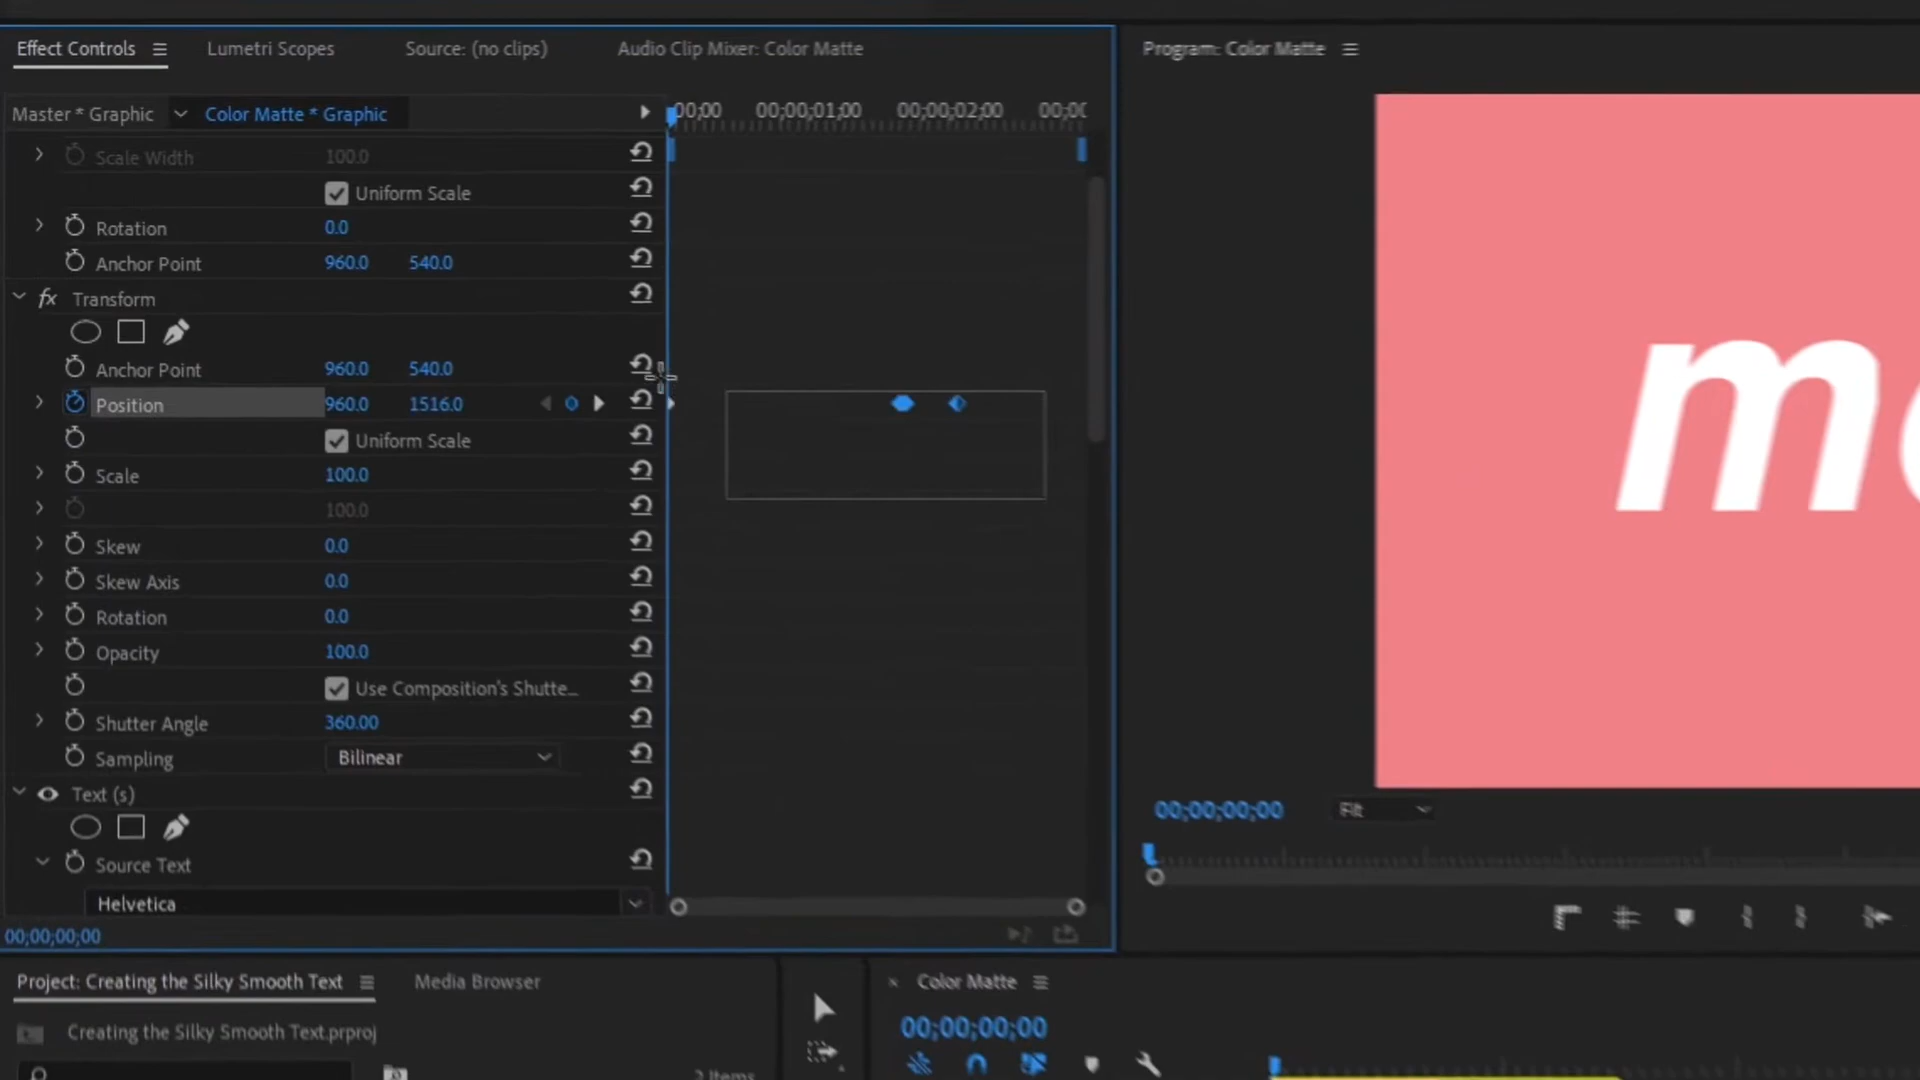 Effect Controls Lumetri Scopes Source: (no clips) Audio Clip Mixer: Color Matte Program: Color Matte
Master * Graphic Color Matte * Graphic 00;00 00;00;01;00 00;00;02;00
Scale Width 100.0
Uniform Scale
Rotation 0.0
Anchor Point 960.0 540.0
fx Transform
Anchor Point 960.0 540.0
Position 960.0 1516.0
Uniform Scale
Scale 100.0
100.0
Skew 0.0
Skew Axis 0.0
Rotation 0.0
Opacity 100.0
Use Composition's Shutte...
Shutter Angle 360.00
Sampling Bilinear
Text (s)
Source Text
Helvetica
00;00;00;00
m
00;00;00;00 Fit
Project: Creating the Silky Smooth Text Media Browser
Creating the Silky Smooth Text.prproj
2 Items
Color Matte
00;00;00;00